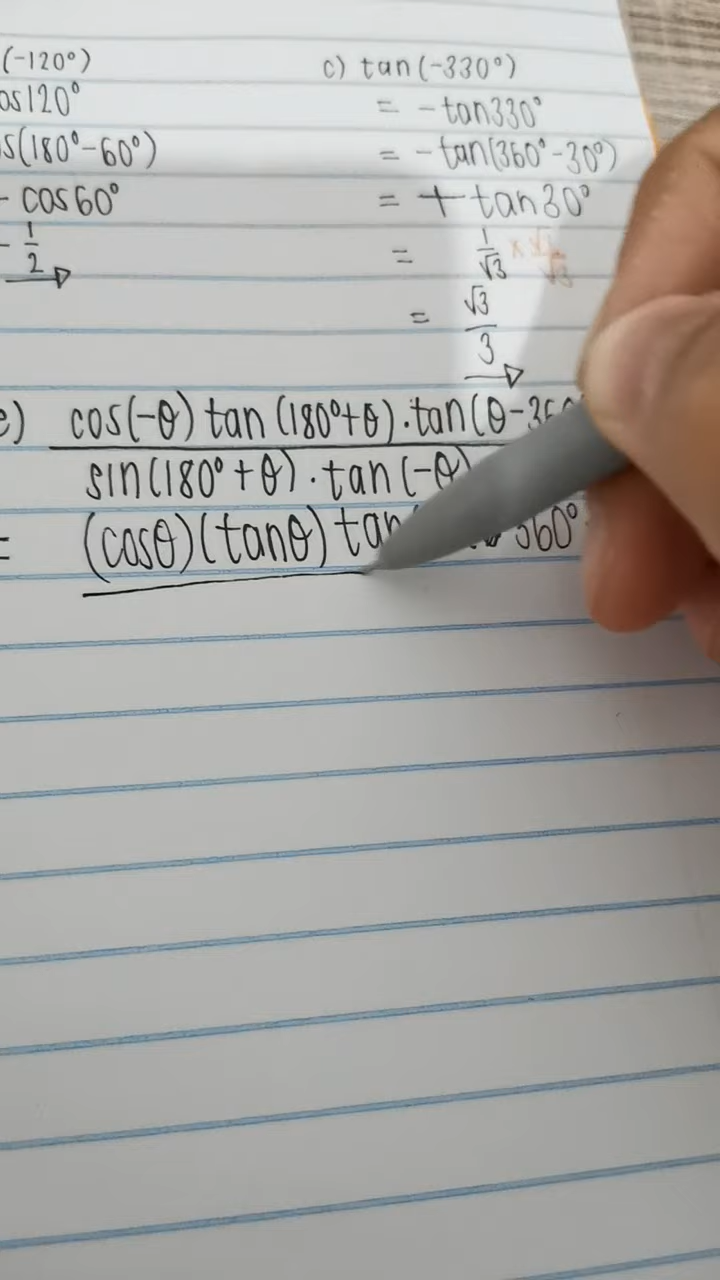 (-120°)
os120°
s(180°-60°)
- cos60°
- 1
2
c) tan(-330°)
= -tan330°
= -tan(360°-30°)
= +tan30°
= 1/√3 ×
= √3
3
e) cos(-θ) tan(180°+θ).tan(θ-36
sin(180°+θ).tan(-θ)
= (cosθ)(tanθ) tan 360°